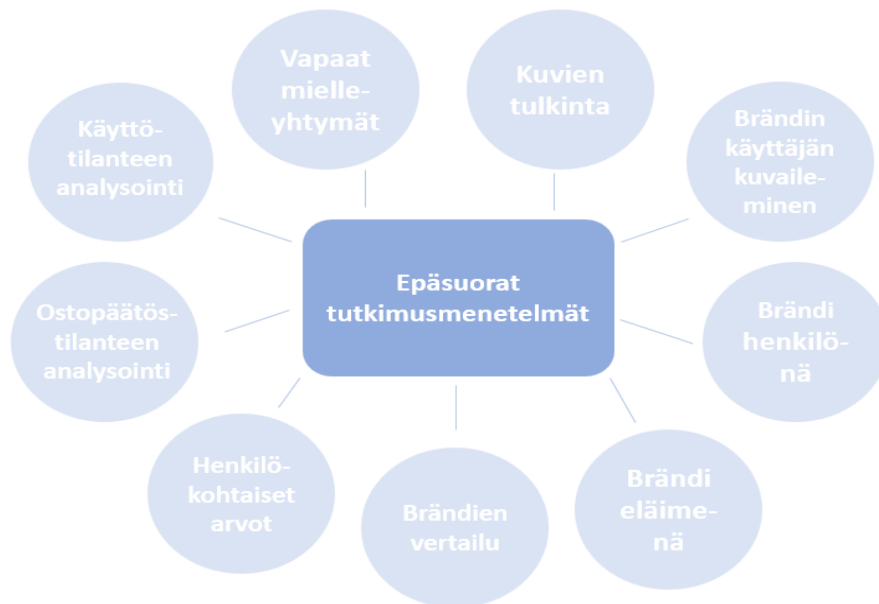 Vapaat
mielle-
yhtymät
Kuvien
tulkinta
Käyttö-
tilanteen
analysointi
Brändin
käyttäjän
kuvaile-
minen
Epäsuorat
tutkimusmenetelmät
Ostopäätös-
tilanteen
analysointi
Brändi
henkilö-
nä
Henkilö-
kohtaiset
arvot
Brändien
vertailu
Brändi
eläime-
nä